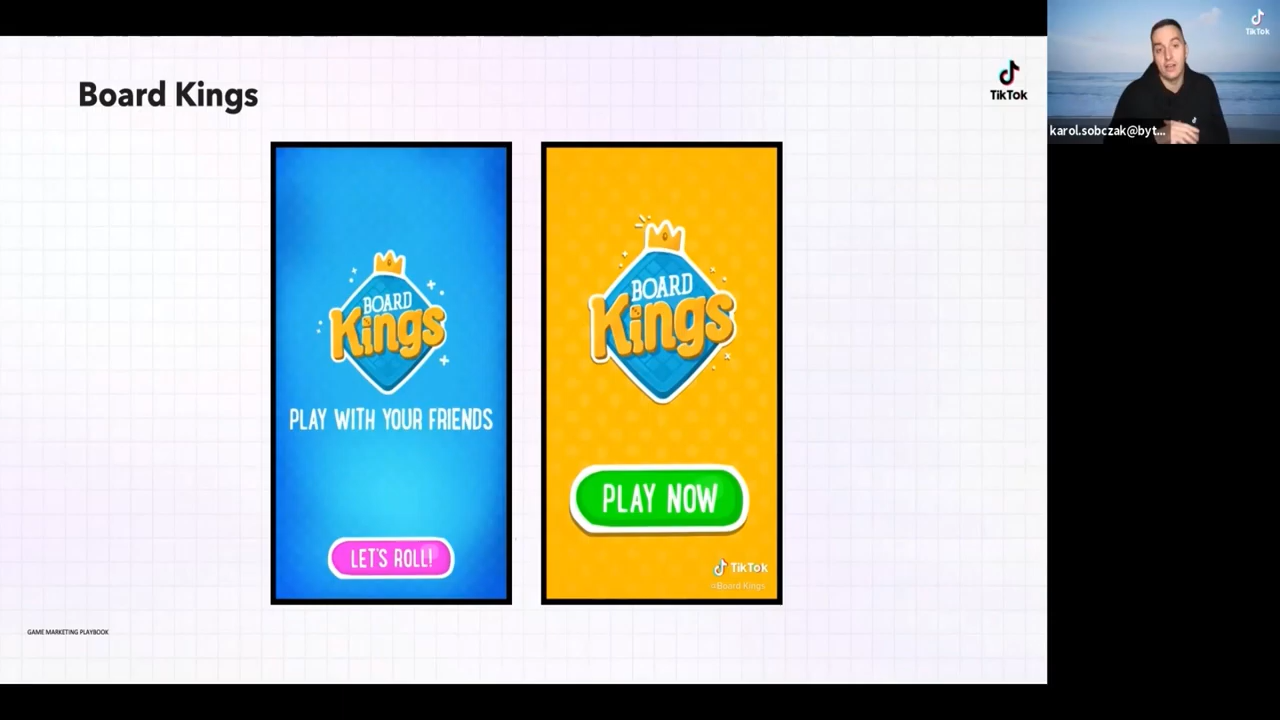 Board Kings
TikTok
TikTok
karol.sobczak@byt...
BOARD
Kings
PLAY WITH YOUR FRIENDS
LET'S ROLL!
BOARD
Kings
PLAY NOW
TikTok
@Board Kings
GAME MARKETING PLAYBOOK